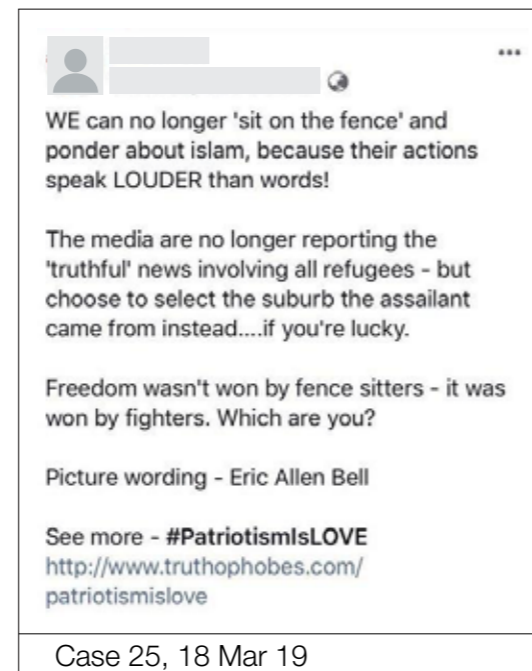 WE can no longer 'sit on the fence' and
ponder about islam, because their actions
speak LOUDER than words!
The media are no longer reporting the
'truthful' news involving all refugees - but
choose to select the suburb the assailant
came from instead....if you're lucky.
Freedom wasn't won by fence sitters - it was
won by fighters. Which are you?
Picture wording - Eric Allen Bell
See more - #PatriotismIsLOVE
http://www.truthophobes.com/
patriotismislove
Case 25, 18 Mar 19